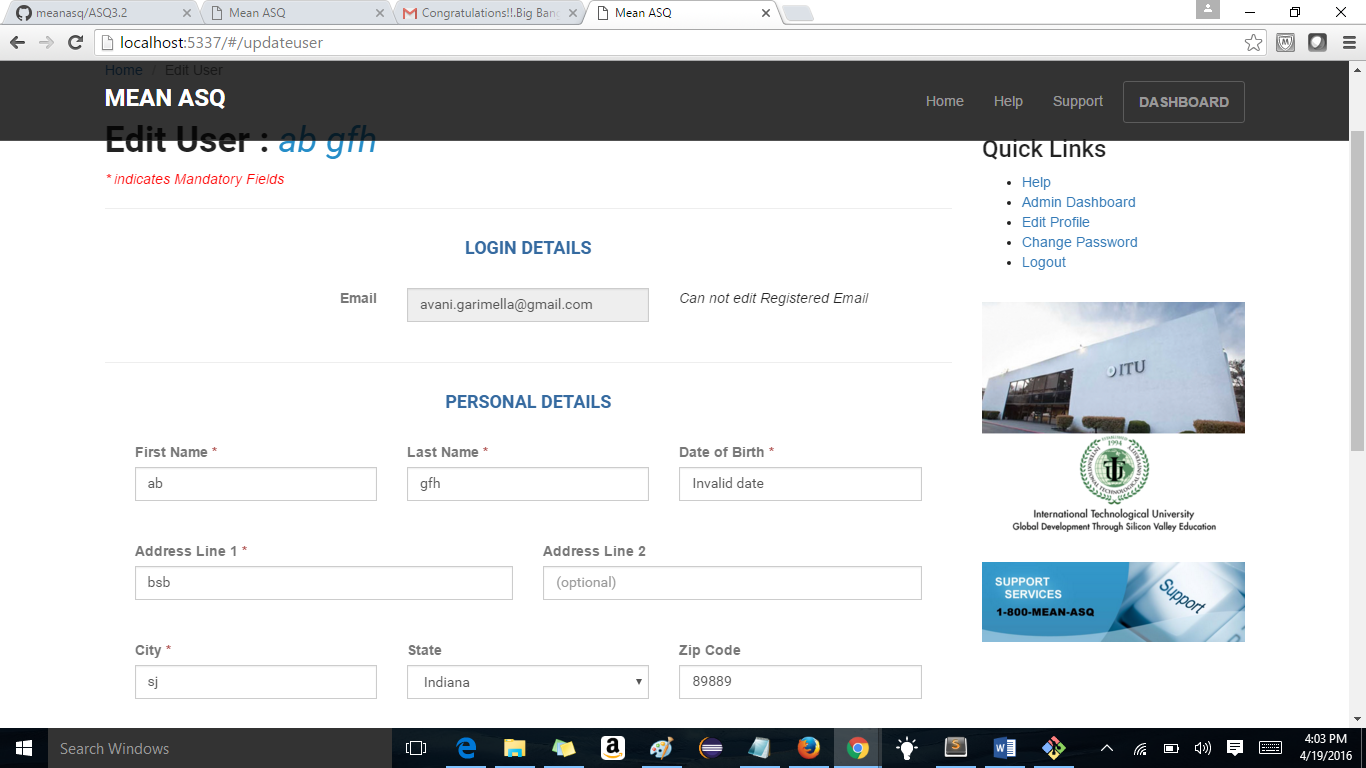 meanasq/ASQ3.2
Mean ASQ
Congratulations!!.Big Bang
Mean ASQ
localhost:5337/#/updateuser
Home / Edit User
MEAN ASQ
Home
Help
Support
DASHBOARD
Edit User : ab gfh
* indicates Mandatory Fields
LOGIN DETAILS
Email
avani.garimella@gmail.com
Can not edit Registered Email
PERSONAL DETAILS
First Name *
Last Name *
Date of Birth *
ab
gfh
Invalid date
Address Line 1 *
Address Line 2
bsb
(optional)
City *
State
Zip Code
sj
Indiana
89889
Quick Links
Help
Admin Dashboard
Edit Profile
Change Password
Logout
ITU
1994
International Technological University
Global Development Through Silicon Valley Education
SUPPORT
SERVICES
1-800-MEAN-ASQ
Support
Search Windows
4:03 PM
4/19/2016